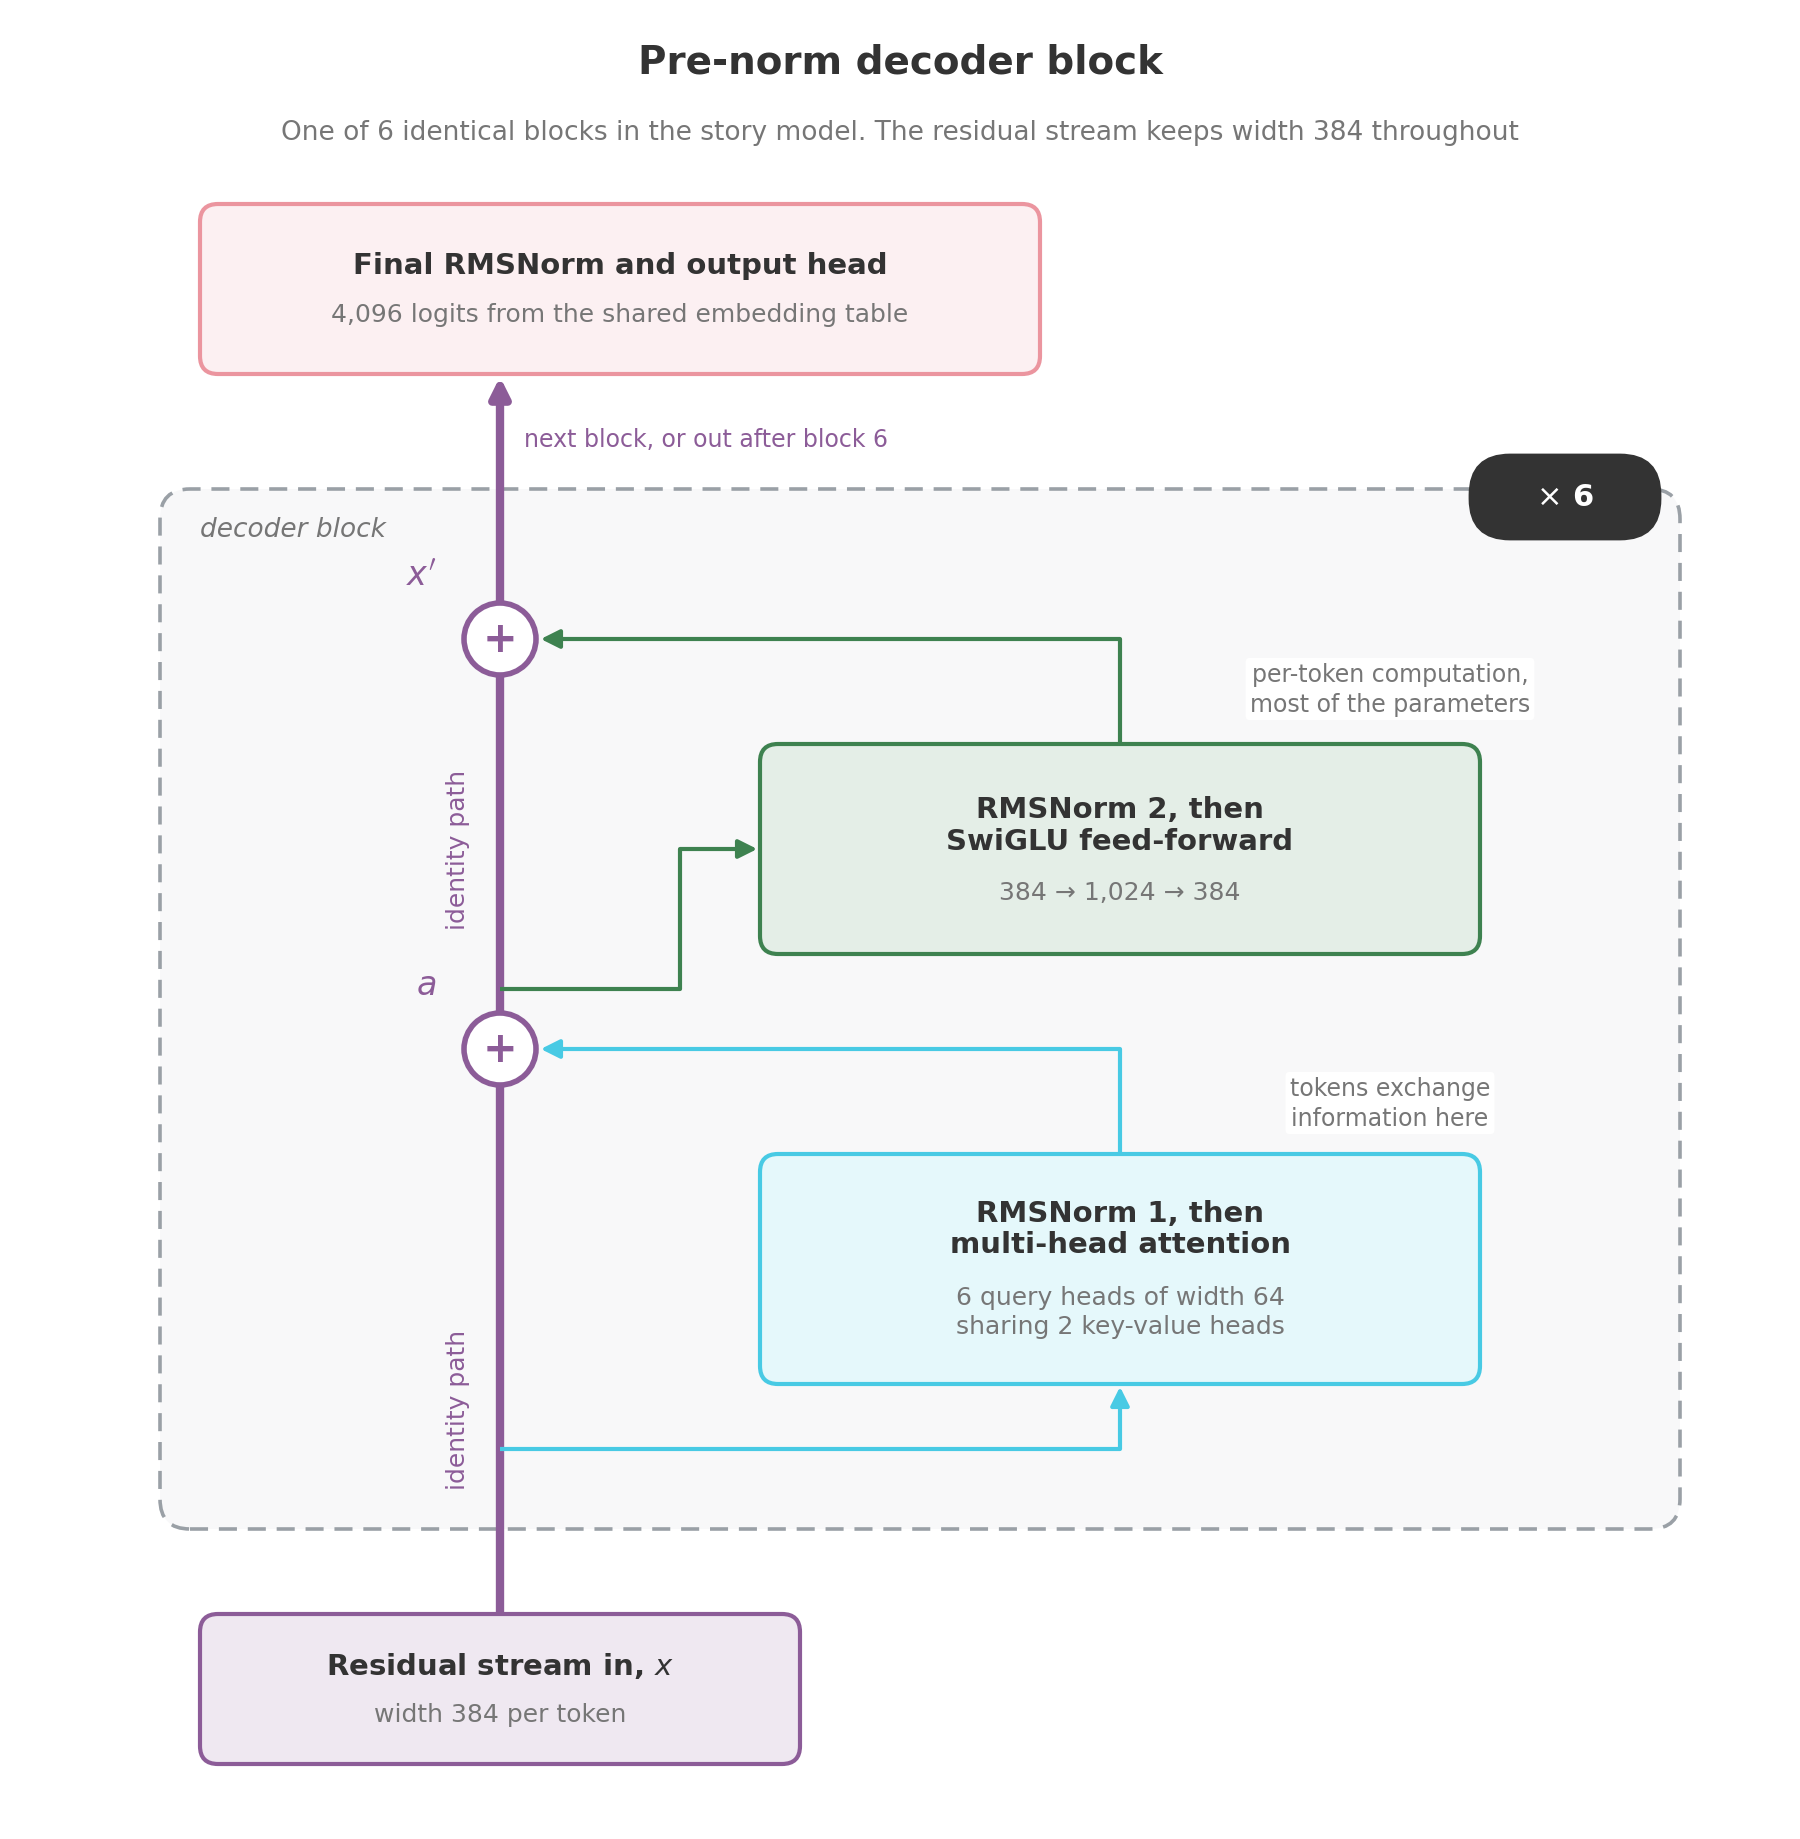 Pre-norm decoder block
One of 6 identical blocks in the story model. The residual stream keeps width 384 throughout
Final RMSNorm and output head
4,096 logits from the shared embedding table
next block, or out after block 6
× 6
decoder block
x′
+
per-token computation,
most of the parameters
RMSNorm 2, then
SwiGLU feed-forward
384 → 1,024 → 384
identity path
a
+
tokens exchange
information here
RMSNorm 1, then
multi-head attention
6 query heads of width 64
sharing 2 key-value heads
identity path
Residual stream in, x
width 384 per token